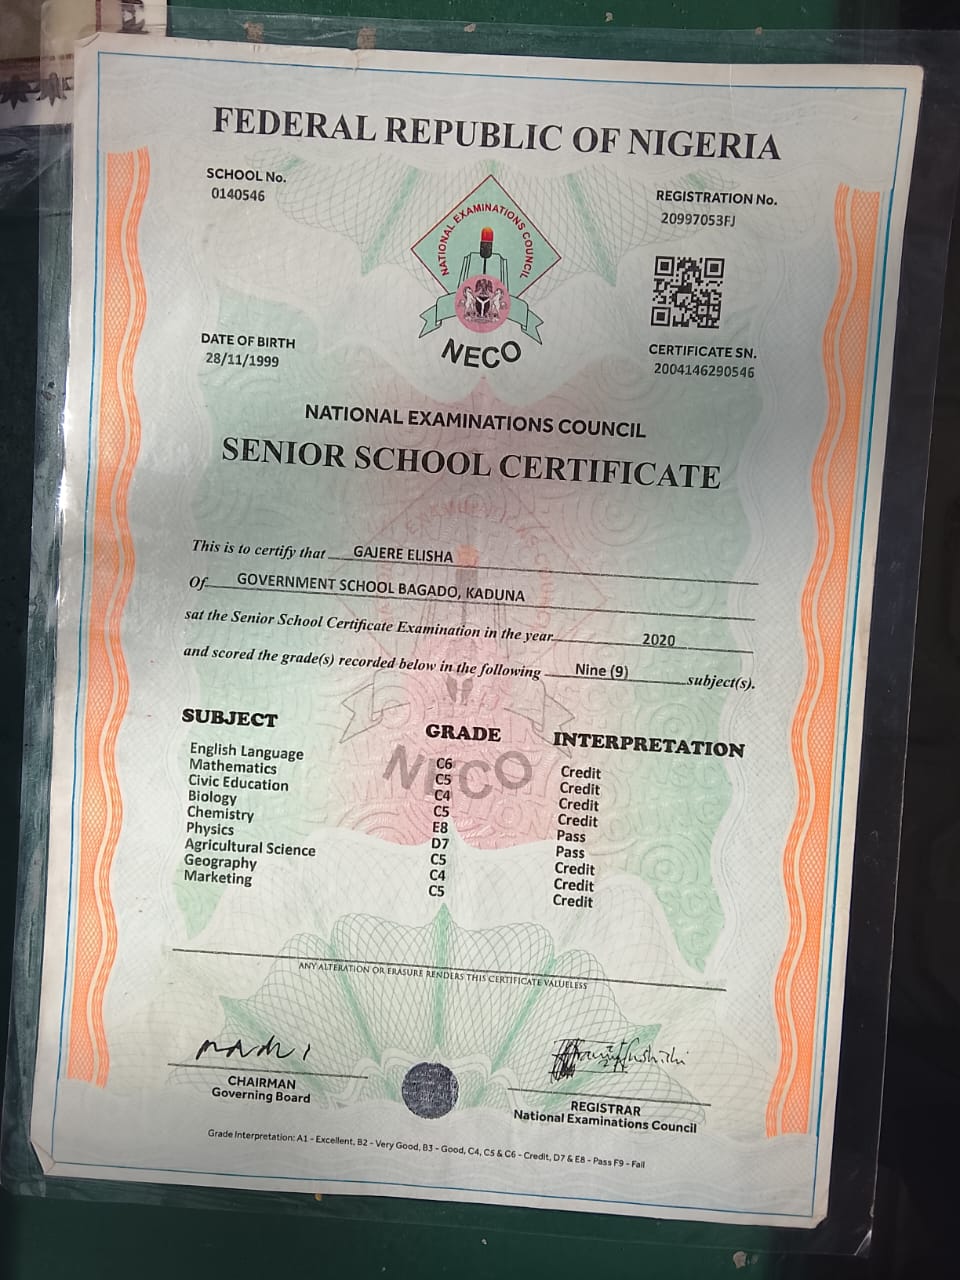 FEDERAL REPUBLIC OF NIGERIA
SCHOOL No.
0140546
REGISTRATION No.
20997053FJ
NATIONAL EXAMINATIONS COUNCIL
NECO
DATE OF BIRTH
28/11/1999
CERTIFICATE SN.
2004146290546
NATIONAL EXAMINATIONS COUNCIL
SENIOR SCHOOL CERTIFICATE
This is to certify that GAJERE ELISHA
Of GOVERNMENT SCHOOL BAGADO, KADUNA
sat the Senior School Certificate Examination in the year 2020
and scored the grade(s) recorded below in the following Nine (9) subject(s).
SUBJECT GRADE INTERPRETATION
English Language C6 Credit
Mathematics C5 Credit
Civic Education C4 Credit
Biology C5 Credit
Chemistry E8 Pass
Physics D7 Pass
Agricultural Science C5 Credit
Geography C4 Credit
Marketing C5 Credit
NECO
ANY ALTERATION OR ERASURE RENDERS THIS CERTIFICATE VALUELESS
CHAIRMAN
Governing Board
REGISTRAR
National Examinations Council
Grade Interpretation: A1 - Excellent, B2 - Very Good, B3 - Good, C4, C5 & C6 - Credit, D7 & E8 - Pass F9 - Fail